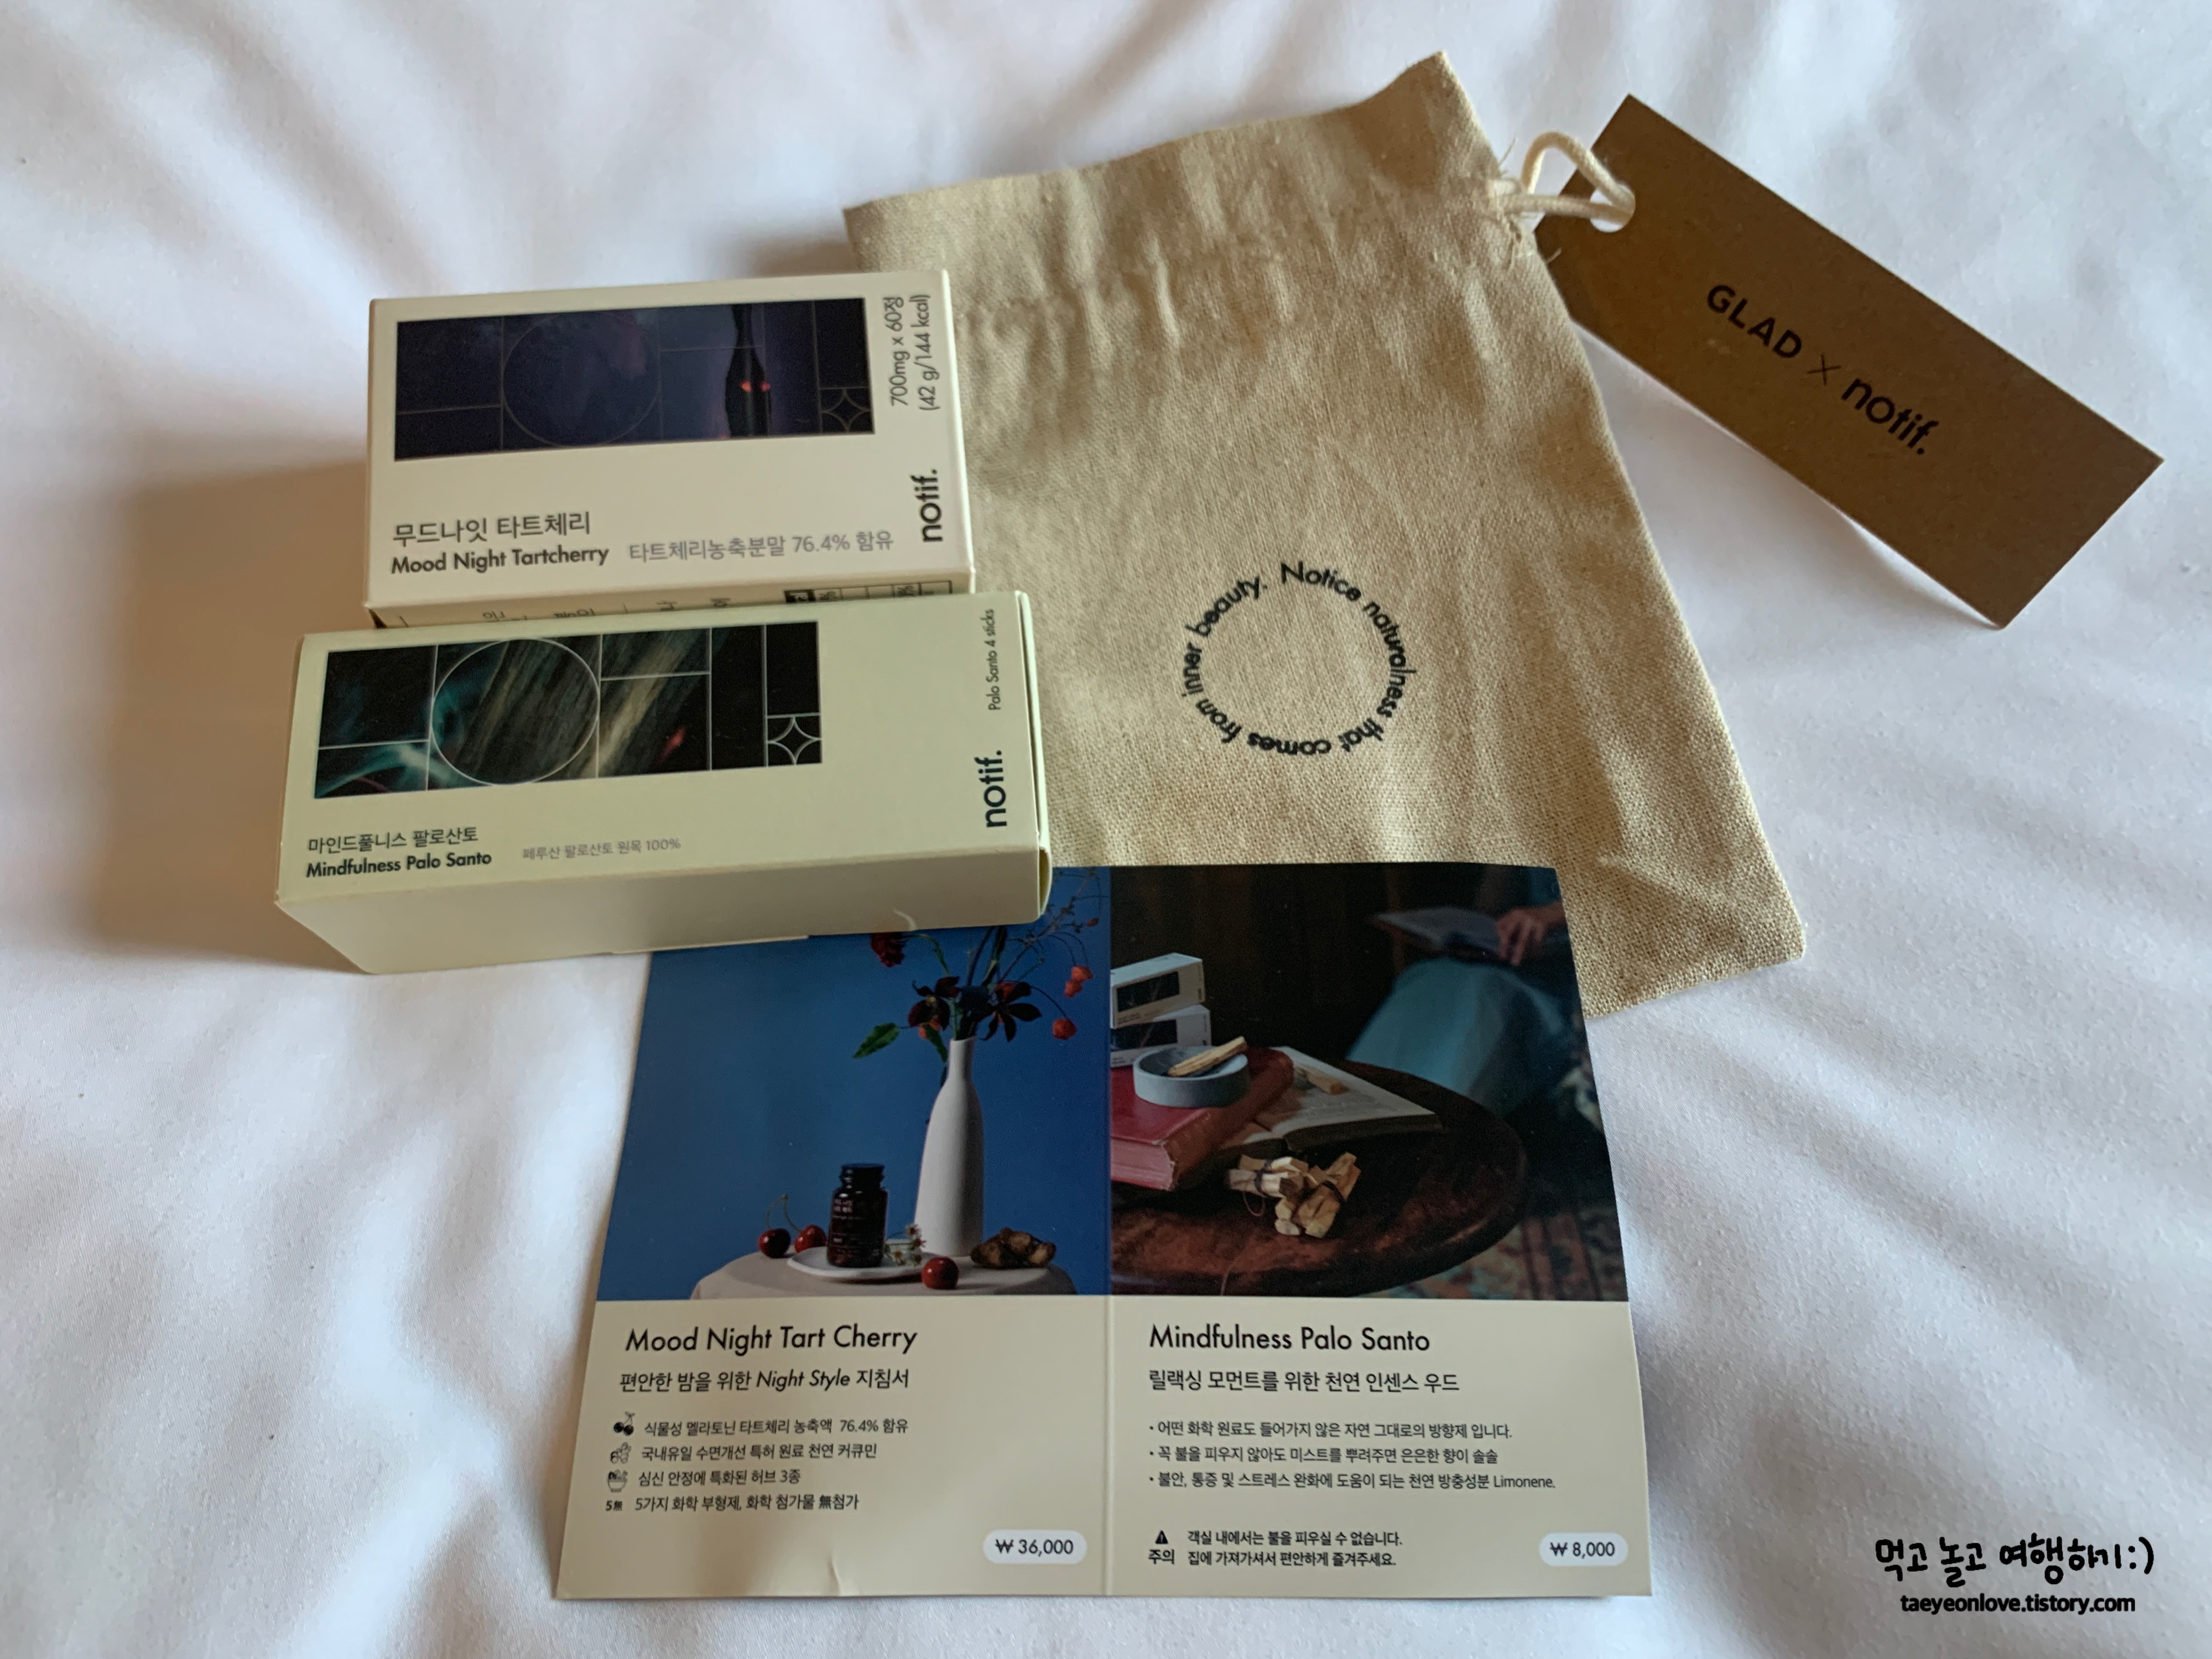 700mg x 60정
(42 g/144 kcal)
notif.
무드나잇 타트체리
Mood Night Tartcherry 타트체리농축분말 76.4% 함유
Palo Santo 4 sticks
notif.
마인드풀니스 팔로산토
Mindfulness Palo Santo 페루산 팔로산토 원목 100%
GLAD × notif.
Notice naturalness that comes from inner beauty.
Mood Night Tart Cherry
편안한 밤을 위한 Night Style 지침서
식물성 멜라토닌 타트체리 농축액 76.4% 함유
국내유일 수면개선 특허 원료 천연 커큐민
심신 안정에 특화된 허브 3종
5無 5가지 화학 부형제, 화학 첨가물 無첨가
₩ 36,000
Mindfulness Palo Santo
릴랙싱 모먼트를 위한 천연 인센스 우드
• 어떤 화학 원료도 들어가지 않은 자연 그대로의 방향제 입니다.
• 꼭 불을 피우지 않아도 미스트를 뿌려주면 은은한 향이 솔솔
• 불안, 통증 및 스트레스 완화에 도움이 되는 천연 방충성분 Limonene.
객실 내에서는 불을 피우실 수 없습니다.
주의 집에 가져가셔서 편안하게 즐겨주세요.
₩ 8,000
먹고 놀고 여행하기:)
taeyeonlove.tistory.com